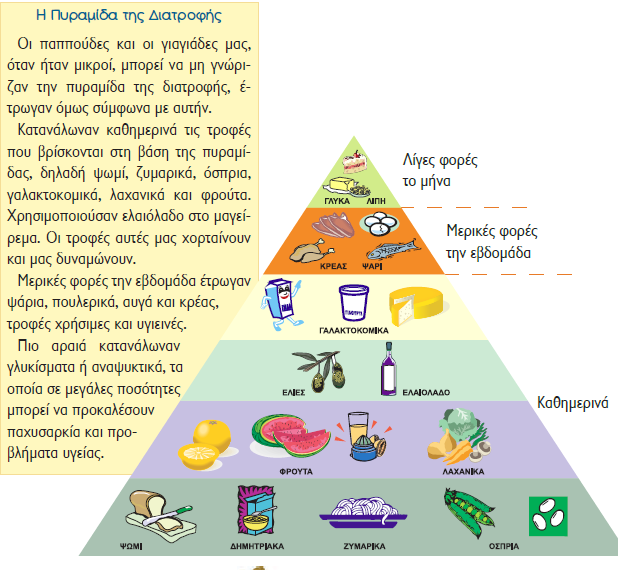 Η Πυραμίδα της Διατροφής
Οι παππούδες και οι γιαγιάδες μας,
όταν ήταν μικροί, μπορεί να μη γνώρι-
ζαν την πυραμίδα της διατροφής, έ-
τρωγαν όμως σύμφωνα με αυτήν.
Κατανάλωναν καθημερινά τις τροφές
που βρίσκονται στη βάση της πυραμί-
δας, δηλαδή ψωμί, ζυμαρικά, όσπρια,
γαλακτοκομικά, λαχανικά και φρούτα.
Χρησιμοποιούσαν ελαιόλαδο στο μαγεί-
ρεμα. Οι τροφές αυτές μας χορταίνουν
και μας δυναμώνουν.
Μερικές φορές την εβδομάδα έτρωγαν
ψάρια, πουλερικά, αυγά και κρέας,
τροφές χρήσιμες και υγιεινές.
Πιο αραιά κατανάλωναν
γλυκίσματα ή αναψυκτικά, τα
οποία σε μεγάλες ποσότητες
μπορεί να προκαλέσουν
παχυσαρκία και προ-
βλήματα υγείας.
ΓΛΥΚΑ ΛΙΠΗ
Λίγες φορές
το μήνα
ΚΡΕΑΣ ΨΑΡΙ
Μερικές φορές
την εβδομάδα
ΓΑΛΑΚΤΟΚΟΜΙΚΑ
ΕΛΙΕΣ ΕΛΑΙΟΛΑΔΟ
Καθημερινά
ΦΡΟΥΤΑ ΛΑΧΑΝΙΚΑ
ΨΩΜΙ ΔΗΜΗΤΡΙΑΚΑ ΖΥΜΑΡΙΚΑ ΟΣΠΡΙΑ